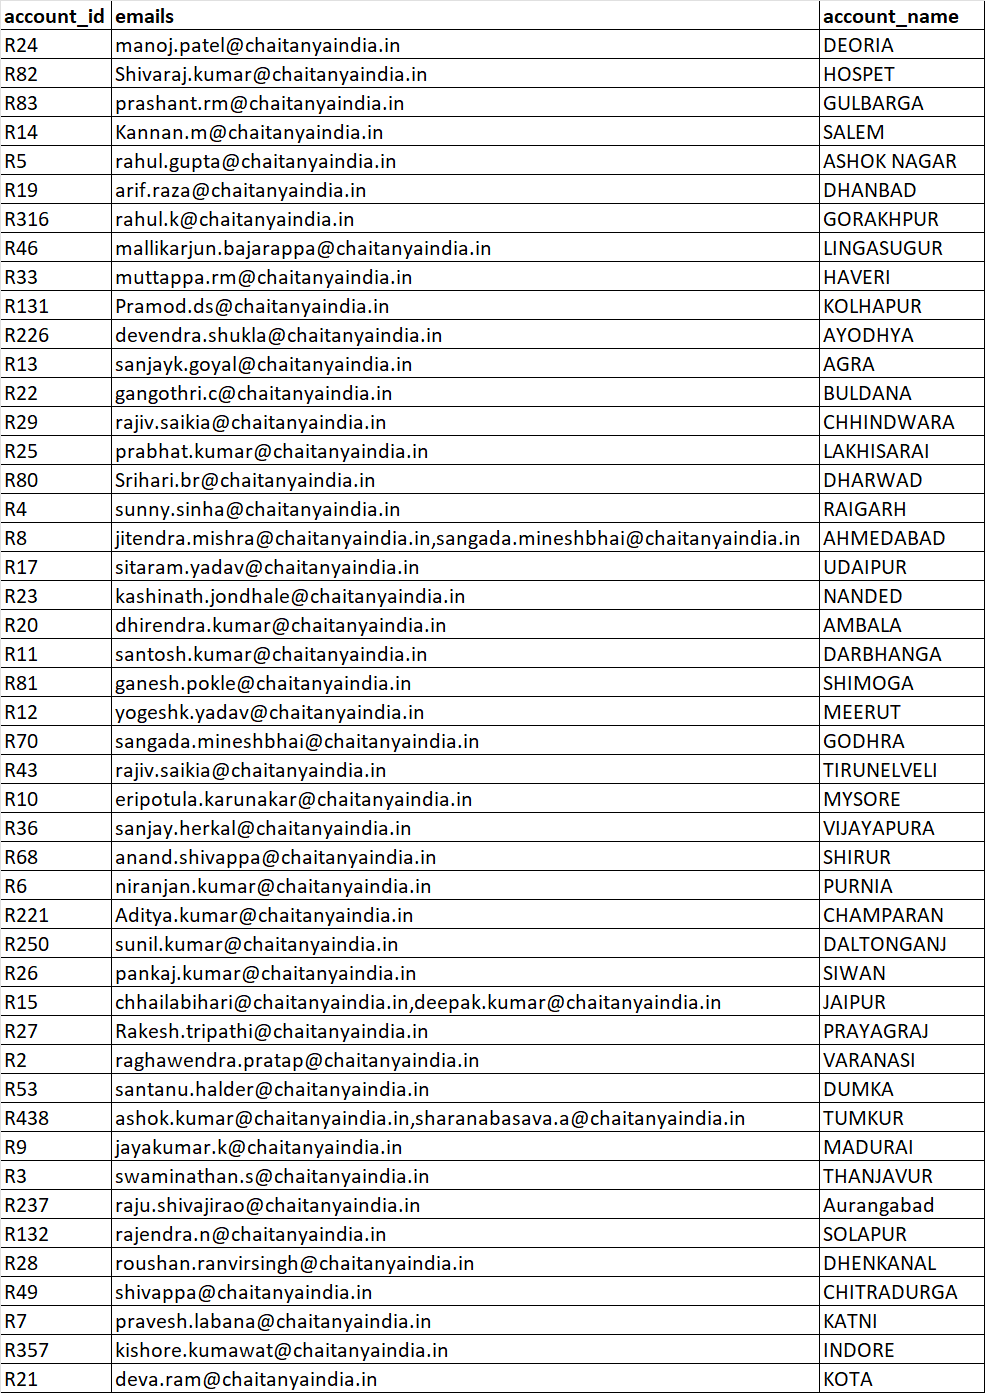 account_id emails account_name
R24 manoj.patel@chaitanyaindia.in DEORIA
R82 Shivaraj.kumar@chaitanyaindia.in HOSPET
R83 prashant.rm@chaitanyaindia.in GULBARGA
R14 Kannan.m@chaitanyaindia.in SALEM
R5 rahul.gupta@chaitanyaindia.in ASHOK NAGAR
R19 arif.raza@chaitanyaindia.in DHANBAD
R316 rahul.k@chaitanyaindia.in GORAKHPUR
R46 mallikarjun.bajarappa@chaitanyaindia.in LINGASUGUR
R33 muttappa.rm@chaitanyaindia.in HAVERI
R131 Pramod.ds@chaitanyaindia.in KOLHAPUR
R226 devendra.shukla@chaitanyaindia.in AYODHYA
R13 sanjayk.goyal@chaitanyaindia.in AGRA
R22 gangothri.c@chaitanyaindia.in BULDANA
R29 rajiv.saikia@chaitanyaindia.in CHHINDWARA
R25 prabhat.kumar@chaitanyaindia.in LAKHISARAI
R80 Srihari.br@chaitanyaindia.in DHARWAD
R4 sunny.sinha@chaitanyaindia.in RAIGARH
R8 jitendra.mishra@chaitanyaindia.in,sangada.mineshbhai@chaitanyaindia.in AHMEDABAD
R17 sitaram.yadav@chaitanyaindia.in UDAIPUR
R23 kashinath.jondhale@chaitanyaindia.in NANDED
R20 dhirendra.kumar@chaitanyaindia.in AMBALA
R11 santosh.kumar@chaitanyaindia.in DARBHANGA
R81 ganesh.pokle@chaitanyaindia.in SHIMOGA
R12 yogeshk.yadav@chaitanyaindia.in MEERUT
R70 sangada.mineshbhai@chaitanyaindia.in GODHRA
R43 rajiv.saikia@chaitanyaindia.in TIRUNELVELI
R10 eripotula.karunakar@chaitanyaindia.in MYSORE
R36 sanjay.herkal@chaitanyaindia.in VIJAYAPURA
R68 anand.shivappa@chaitanyaindia.in SHIRUR
R6 niranjan.kumar@chaitanyaindia.in PURNIA
R221 Aditya.kumar@chaitanyaindia.in CHAMPARAN
R250 sunil.kumar@chaitanyaindia.in DALTONGANJ
R26 pankaj.kumar@chaitanyaindia.in SIWAN
R15 chhailabihari@chaitanyaindia.in,deepak.kumar@chaitanyaindia.in JAIPUR
R27 Rakesh.tripathi@chaitanyaindia.in PRAYAGRAJ
R2 raghawendra.pratap@chaitanyaindia.in VARANASI
R53 santanu.halder@chaitanyaindia.in DUMKA
R438 ashok.kumar@chaitanyaindia.in,sharanabasava.a@chaitanyaindia.in TUMKUR
R9 jayakumar.k@chaitanyaindia.in MADURAI
R3 swaminathan.s@chaitanyaindia.in THANJAVUR
R237 raju.shivajirao@chaitanyaindia.in Aurangabad
R132 rajendra.n@chaitanyaindia.in SOLAPUR
R28 roushan.ranvirsingh@chaitanyaindia.in DHENKANAL
R49 shivappa@chaitanyaindia.in CHITRADURGA
R7 pravesh.labana@chaitanyaindia.in KATNI
R357 kishore.kumawat@chaitanyaindia.in INDORE
R21 deva.ram@chaitanyaindia.in KOTA